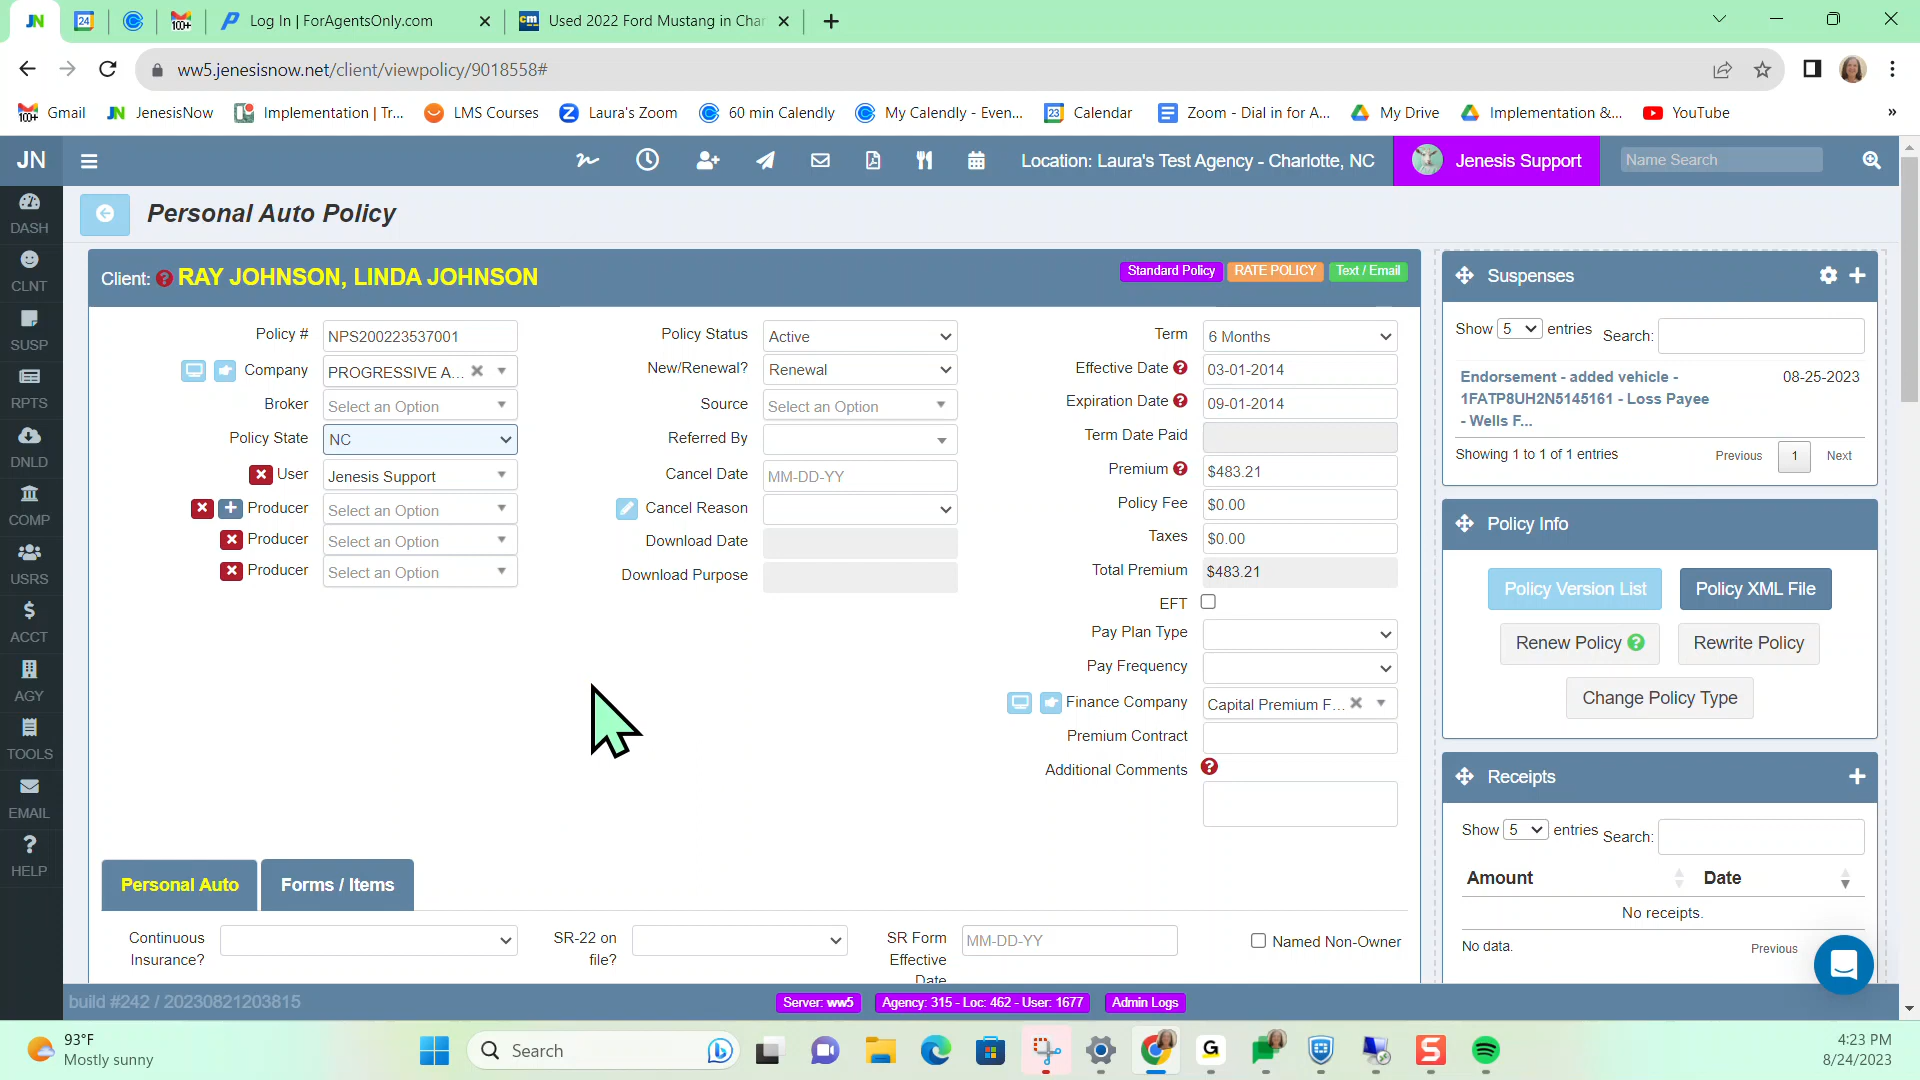 JN
24
100+
Log In | ForAgentsOnly.com
cm
Used 2022 Ford Mustang in Char
ww5.jenesisnow.net/client/viewpolicy/9018558#
100+
Gmail
JN
JenesisNow
Implementation | Tr...
LMS Courses
Z
Laura's Zoom
60 min Calendly
My Calendly - Even...
23
Calendar
Zoom - Dial in for A...
My Drive
Implementation &...
YouTube
»
JN
Location: Laura's Test Agency - Charlotte, NC
Jenesis Support
Name Search
DASH
CLNT
SUSP
RPTS
DNLD
COMP
USRS
ACCT
AGY
TOOLS
EMAIL
HELP
Personal Auto Policy
Client: ? RAY JOHNSON, LINDA JOHNSON
Standard Policy
RATE POLICY
Text / Email
Policy #
NPS200223537001
Company
PROGRESSIVE A...
Broker
Select an Option
Policy State
NC
User
Jenesis Support
Producer
Select an Option
Producer
Select an Option
Producer
Select an Option
Policy Status
Active
New/Renewal?
Renewal
Source
Select an Option
Referred By
Cancel Date
MM-DD-YY
Cancel Reason
Download Date
Download Purpose
Term
6 Months
Effective Date ?
03-01-2014
Expiration Date ?
09-01-2014
Term Date Paid
Premium ?
$483.21
Policy Fee
$0.00
Taxes
$0.00
Total Premium
$483.21
EFT
Pay Plan Type
Pay Frequency
Finance Company
Capital Premium F...
Premium Contract
Additional Comments ?
Personal Auto
Forms / Items
Continuous
Insurance?
SR-22 on
file?
SR Form
Effective
Date
MM-DD-YY
Named Non-Owner
Suspenses
Show 5 entries
Search:
Endorsement - added vehicle -
1FATP8UH2N5145161 - Loss Payee
- Wells F...
08-25-2023
Showing 1 to 1 of 1 entries
Previous
1
Next
Policy Info
Policy Version List
Policy XML File
Renew Policy ?
Rewrite Policy
Change Policy Type
Receipts
Show 5 entries
Search:
Amount
Date
No receipts.
No data.
Previous
build #242 / 20230821203815
Server: ww5
Agency: 315 - Loc: 462 - User: 1677
Admin Logs
93°F
Mostly sunny
Search
G
S
4:23 PM
8/24/2023